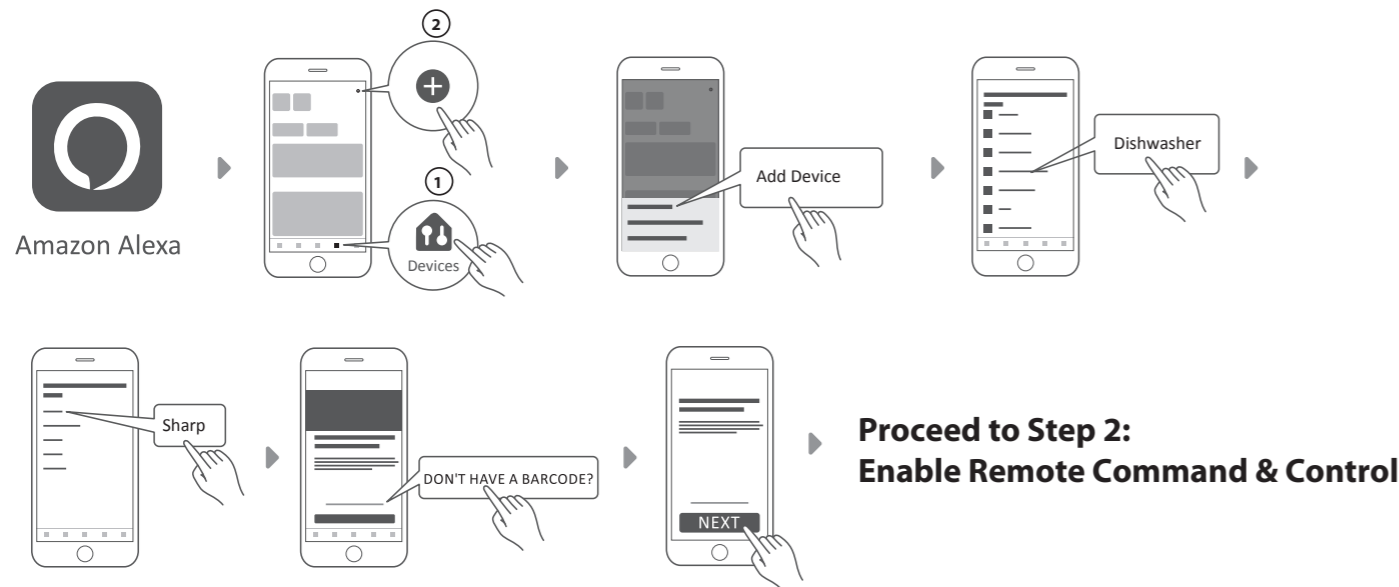 Amazon Alexa
2
1
Devices
Add Device
Dishwasher
Sharp
DON'T HAVE A BARCODE?
NEXT
Proceed to Step 2:
Enable Remote Command & Control